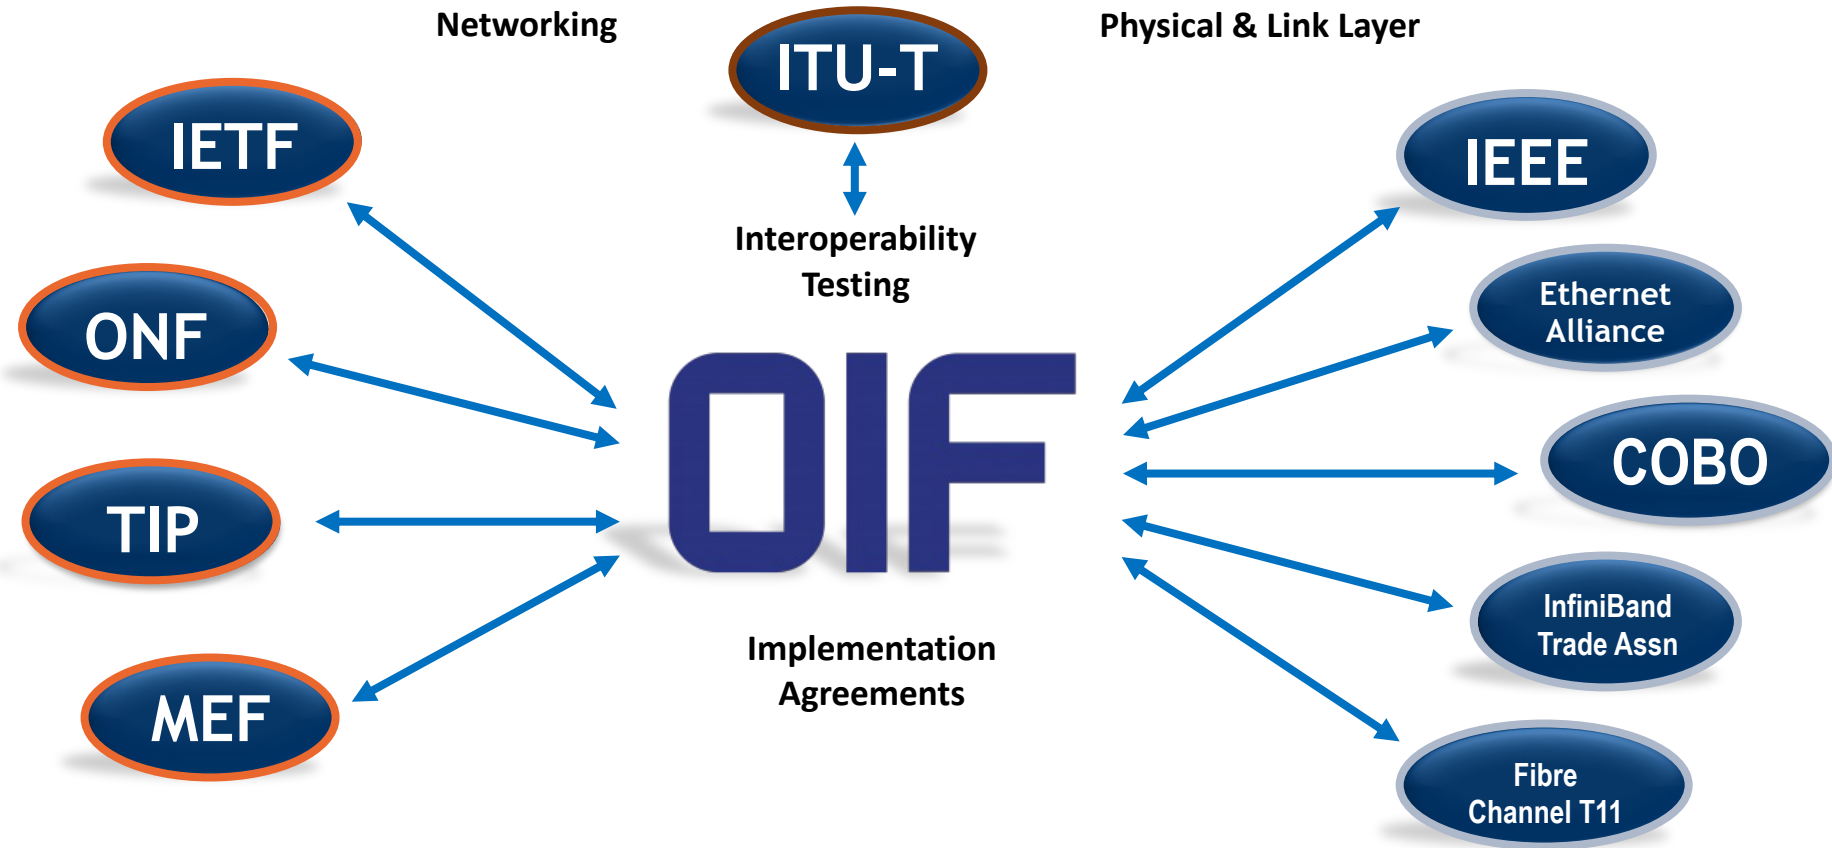 Networking
ITU-T
Physical & Link Layer
IETF
IEEE
Interoperability
Testing
ONF
Ethernet
Alliance
OIF
COBO
TIP
InfiniBand
Trade Assn
Implementation
Agreements
MEF
Fibre
Channel T11